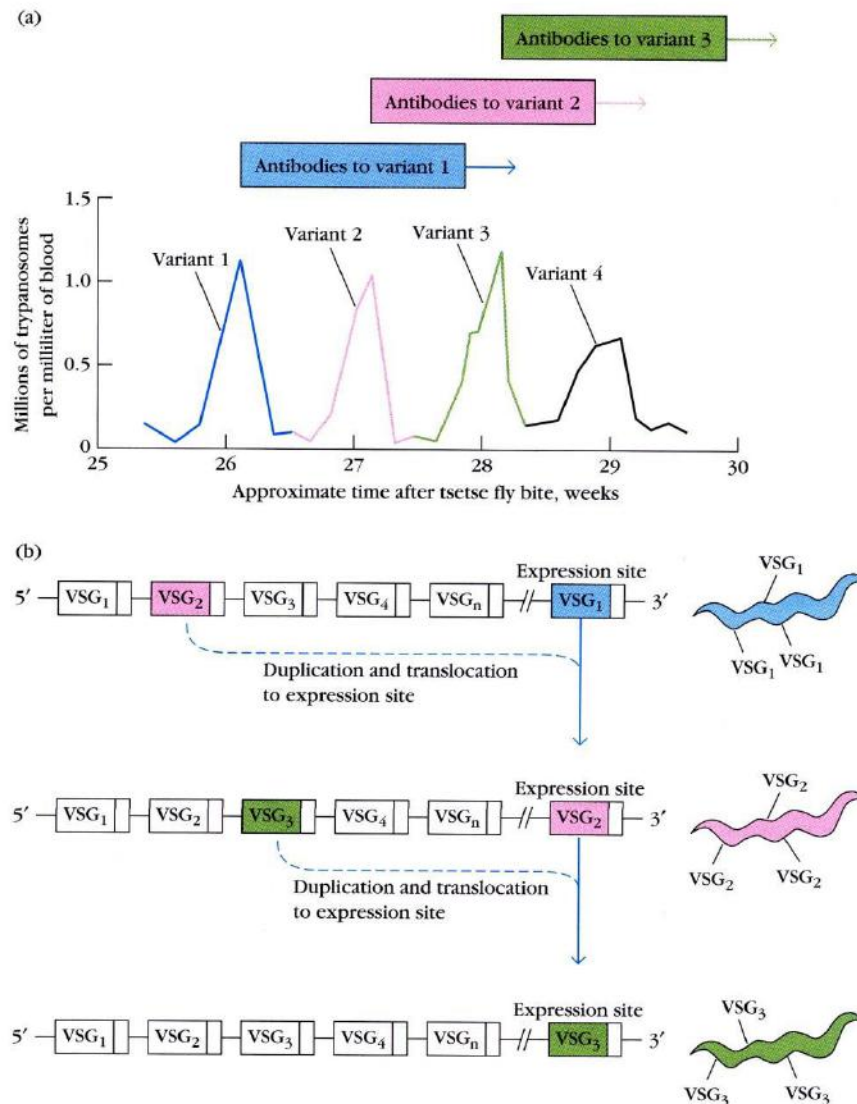 (a)
Antibodies to variant 3
Antibodies to variant 2
Antibodies to variant 1
Millions of trypanosomes
per milliliter of blood
1.5
1.0
0.5
0
Variant 1
Variant 2
Variant 3
Variant 4
25 26 27 28 29 30
Approximate time after tsetse fly bite, weeks
(b)
Expression site
5′ VSG₁ VSG₂ VSG₃ VSG₄ VSGₙ // VSG₁ 3′
VSG₁
VSG₁ VSG₁
Duplication and translocation
to expression site
Expression site
5′ VSG₁ VSG₂ VSG₃ VSG₄ VSGₙ // VSG₂ 3′
VSG₂
VSG₂ VSG₂
Duplication and translocation
to expression site
Expression site
5′ VSG₁ VSG₂ VSG₃ VSG₄ VSGₙ // VSG₃ 3′
VSG₃
VSG₃ VSG₃